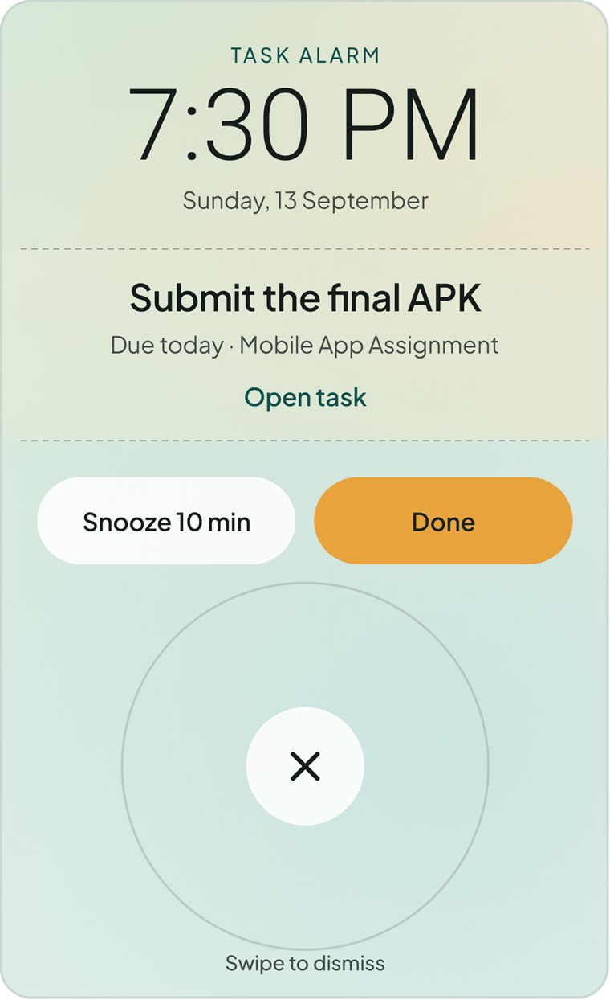 TASK ALARM
7:30 PM
Sunday, 13 September
Submit the final APK
Due today · Mobile App Assignment
Open task
Snooze 10 min
Done
Swipe to dismiss